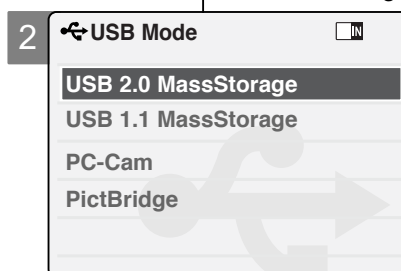 2
USB Mode
IN
USB 2.0 MassStorage
USB 1.1 MassStorage
PC-Cam
PictBridge